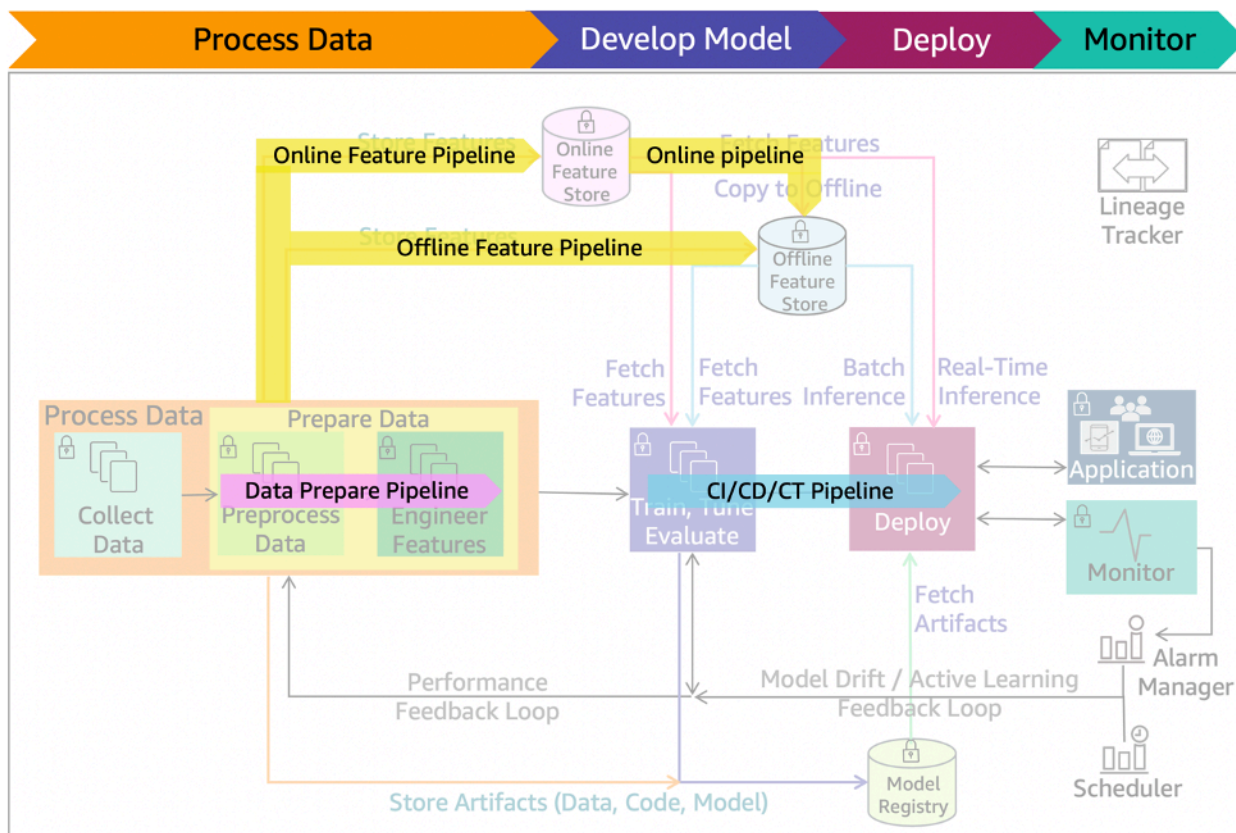 Process Data
Develop Model
Deploy
Monitor
Store Features
Online Feature Pipeline
Online
Feature
Store
Fetch Features
Online pipeline
Copy to Offline
Lineage
Tracker
Store Features
Offline Feature Pipeline
Offline
Feature
Store
Fetch
Features
Fetch
Features
Batch
Inference
Real-Time
Inference
Process Data
Prepare Data
Collect
Data
Data Prepare Pipeline
Preprocess
Data
Engineer
Features
CI/CD/CT Pipeline
Train, Tune
Evaluate
Deploy
Application
Monitor
Fetch
Artifacts
Alarm
Manager
Performance
Feedback Loop
Model Drift / Active Learning
Feedback Loop
Scheduler
Model
Registry
Store Artifacts (Data, Code, Model)